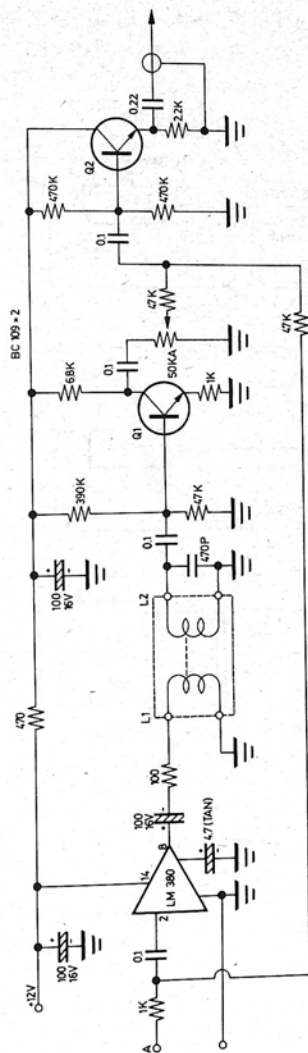 BC 109 × 2
+12V
100
16V
470
100
16V
390K
6.8K
470K
Q2
0.22
2.2K
470K
0.1
A
1K
0.1
2
14
LM 380
8
4.7 (TAN)
100
16V
100
L1
L2
470P
0.1
47K
Q1
1K
0.1
50KA
47K
47K